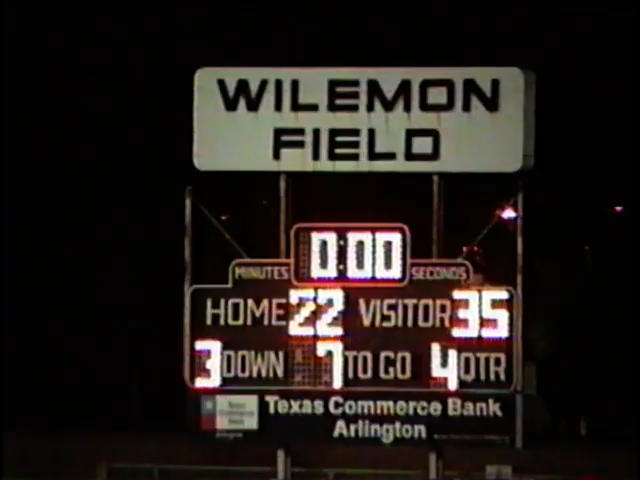 WILEMON
FIELD
0:00
MINUTES SECONDS
HOME 22 VISITOR 35
3 DOWN 7 TO GO 4 QTR
Texas Commerce Bank
Arlington